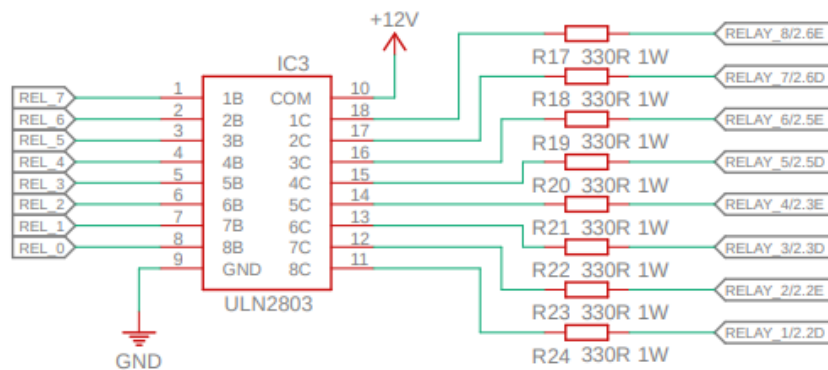 +12V
IC3
REL_7 1 1B COM 10
REL_6 2 2B 1C 18
REL_5 3 3B 2C 17
REL_4 4 4B 3C 16
REL_3 5 5B 4C 15
REL_2 6 6B 5C 14
REL_1 7 7B 6C 13
REL_0 8 8B 7C 12
9 GND 8C 11
ULN2803
GND
RELAY_8/2.6E
R17 330R 1W
RELAY_7/2.6D
R18 330R 1W
RELAY_6/2.5E
R19 330R 1W
RELAY_5/2.5D
R20 330R 1W
RELAY_4/2.3E
R21 330R 1W
RELAY_3/2.3D
R22 330R 1W
RELAY_2/2.2E
R23 330R 1W
RELAY_1/2.2D
R24 330R 1W